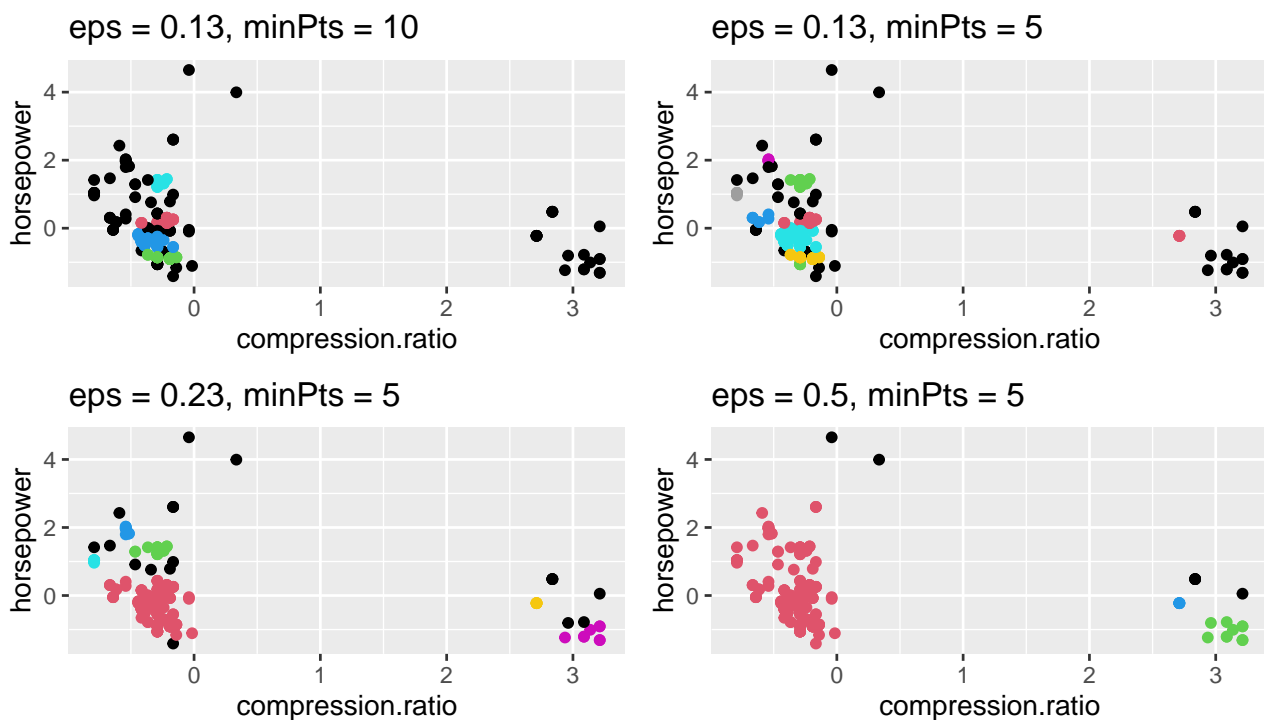 eps = 0.13, minPts = 10
horsepower
4
2
0
0
1
2
3
compression.ratio
eps = 0.13, minPts = 5
horsepower
4
2
0
0
1
2
3
compression.ratio
eps = 0.23, minPts = 5
horsepower
4
2
0
0
1
2
3
compression.ratio
eps = 0.5, minPts = 5
horsepower
4
2
0
0
1
2
3
compression.ratio